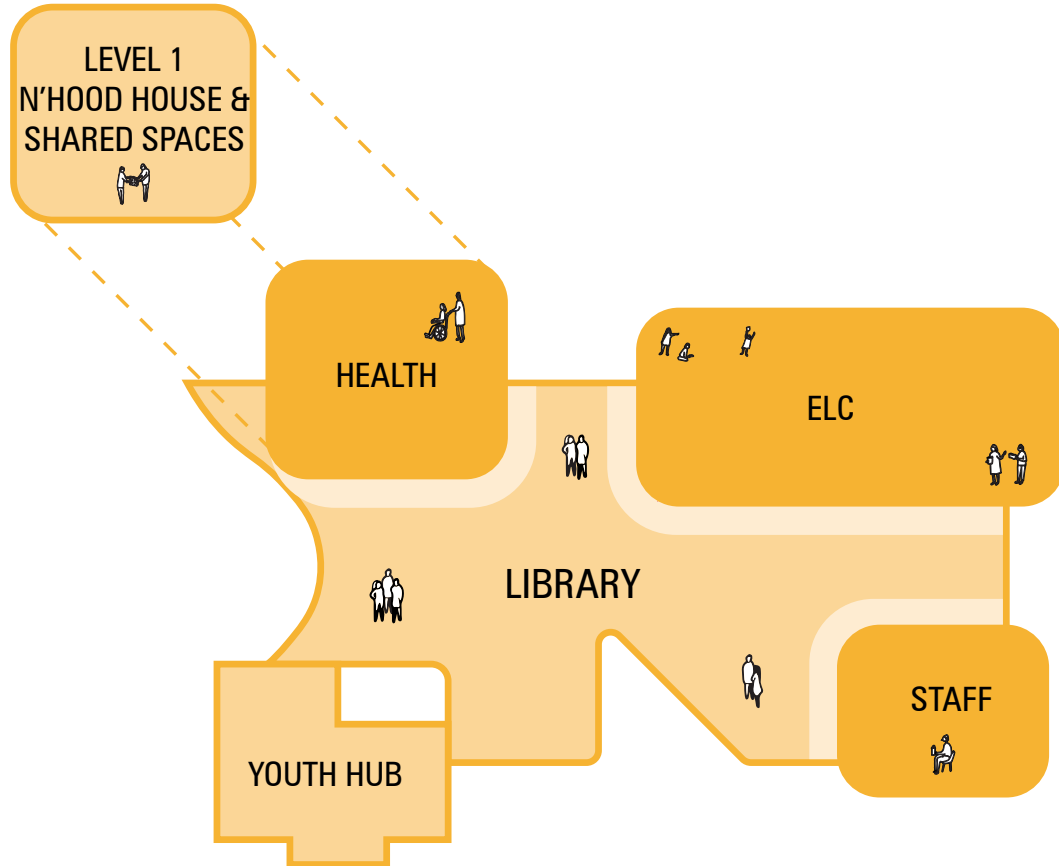 LEVEL 1
N'HOOD HOUSE &
SHARED SPACES
HEALTH
ELC
LIBRARY
STAFF
YOUTH HUB